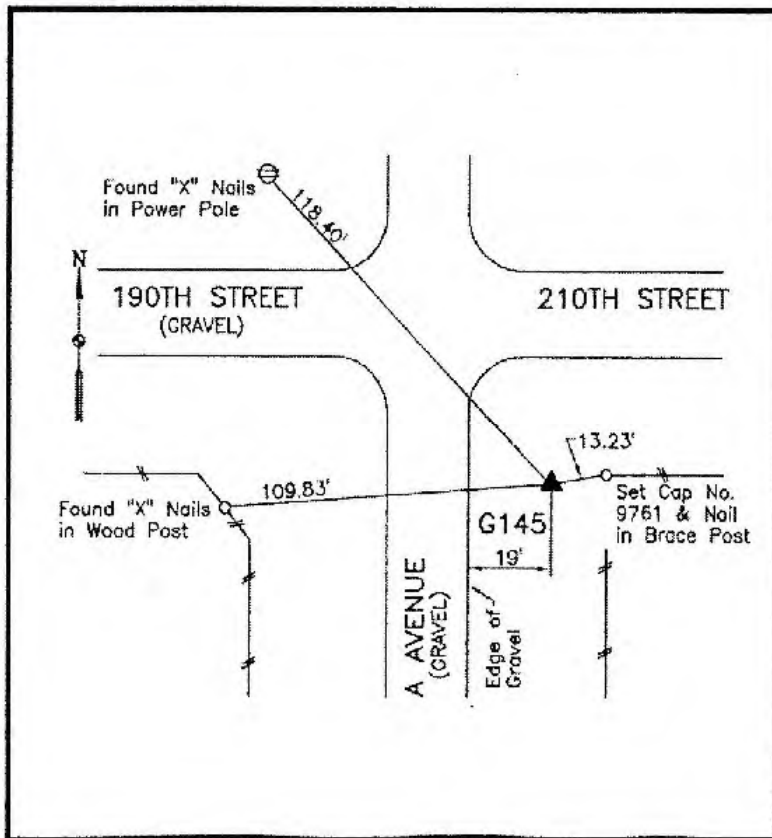 Found "X" Nails
in Power Pole
118.40'
N
190TH STREET
(GRAVEL)
210TH STREET
13.23'
109.83'
Found "X" Nails
in Wood Post
G145
19'
Set Cap No.
9761 & Nail
in Brace Post
A AVENUE
(GRAVEL)
Edge of
Gravel